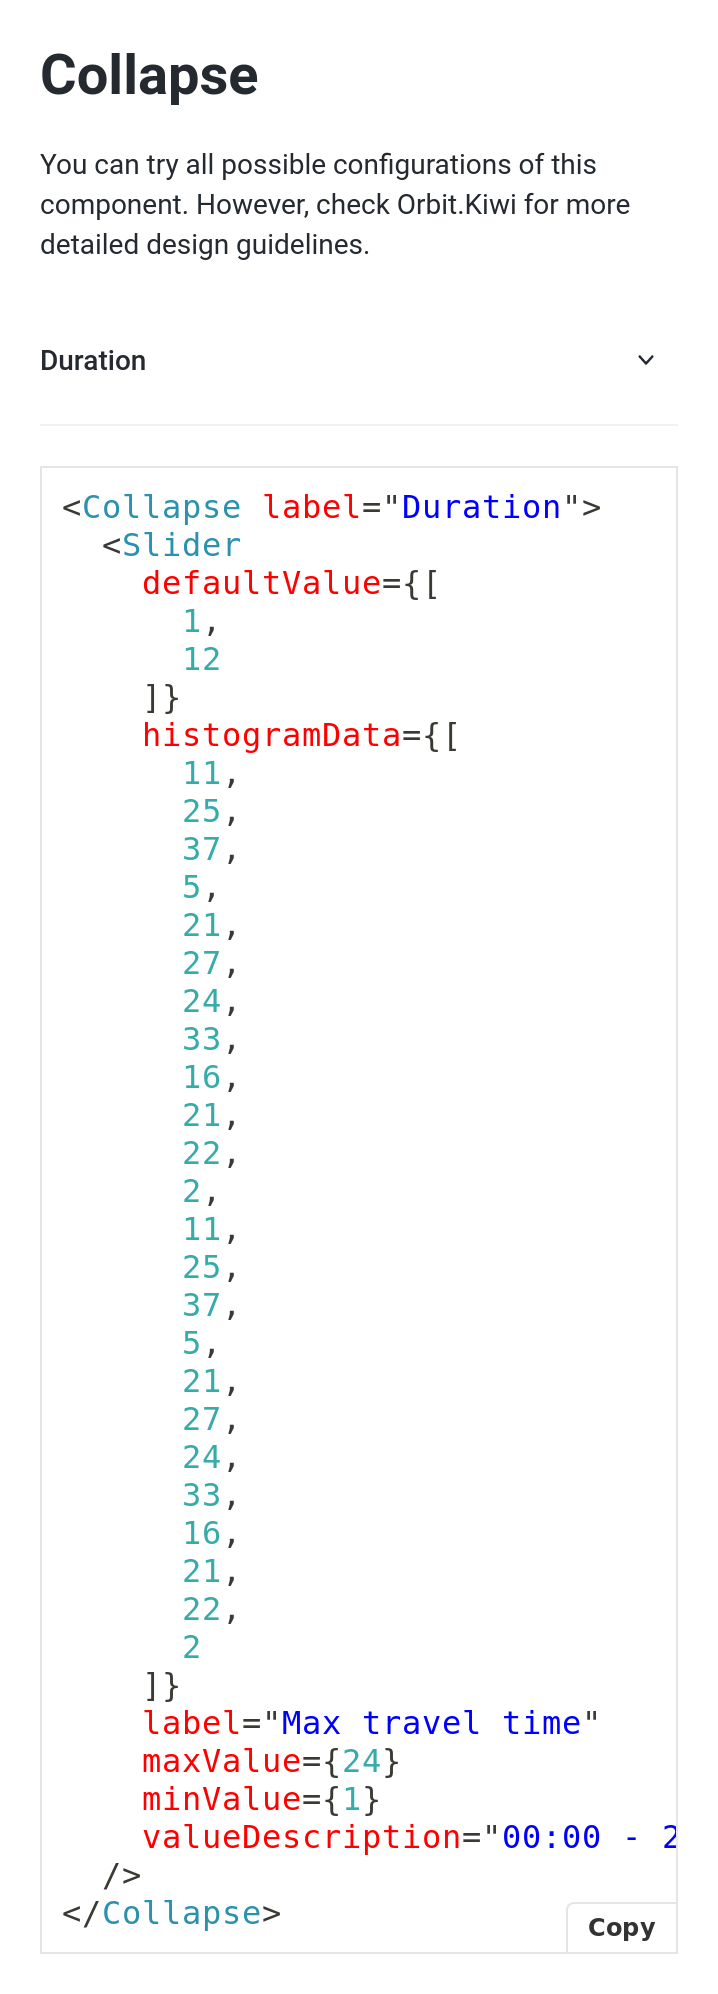 Collapse
You can try all possible configurations of this
component. However, check Orbit.Kiwi for more
detailed design guidelines.
Duration
<Collapse label="Duration">
  <Slider
    defaultValue={[
      1,
      12
    ]}
    histogramData={[
      11,
      25,
      37,
      5,
      21,
      27,
      24,
      33,
      16,
      21,
      22,
      2,
      11,
      25,
      37,
      5,
      21,
      27,
      24,
      33,
      16,
      21,
      22,
      2
    ]}
    label="Max travel time"
    maxValue={24}
    minValue={1}
    valueDescription="00:00 - 2
  />
</Collapse>
Copy